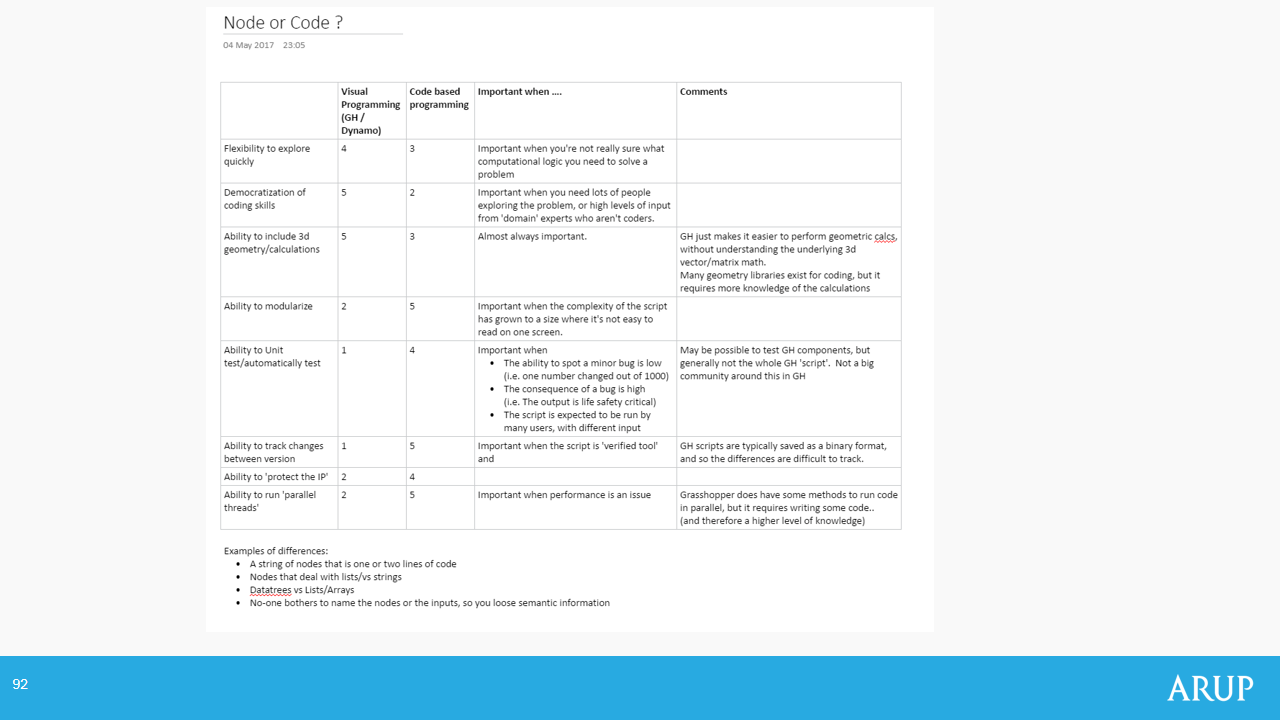 Node or Code ?
04 May 2017 23:05
Visual Programming (GH / Dynamo)
Code based programming
Important when ....
Comments
Flexibility to explore quickly
4
3
Important when you're not really sure what computational logic you need to solve a problem
Democratization of coding skills
5
2
Important when you need lots of people exploring the problem, or high levels of input from 'domain' experts who aren't coders.
Ability to include 3d geometry/calculations
5
3
Almost always important.
GH just makes it easier to perform geometric calcs, without understanding the underlying 3d vector/matrix math.
Many geometry libraries exist for coding, but it requires more knowledge of the calculations
Ability to modularize
2
5
Important when the complexity of the script has grown to a size where it's not easy to read on one screen.
Ability to Unit test/automatically test
1
4
Important when
• The ability to spot a minor bug is low (i.e. one number changed out of 1000)
• The consequence of a bug is high (i.e. The output is life safety critical)
• The script is expected to be run by many users, with different input
May be possible to test GH components, but generally not the whole GH 'script'. Not a big community around this in GH
Ability to track changes between version
1
5
Important when the script is 'verified tool' and
GH scripts are typically saved as a binary format, and so the differences are difficult to track.
Ability to 'protect the IP'
2
4
Ability to run 'parallel threads'
2
5
Important when performance is an issue
Grasshopper does have some methods to run code in parallel, but it requires writing some code..
(and therefore a higher level of knowledge)
Examples of differences:
• A string of nodes that is one or two lines of code
• Nodes that deal with lists/vs strings
• Datatrees vs Lists/Arrays
• No-one bothers to name the nodes or the inputs, so you loose semantic information
92
ARUP